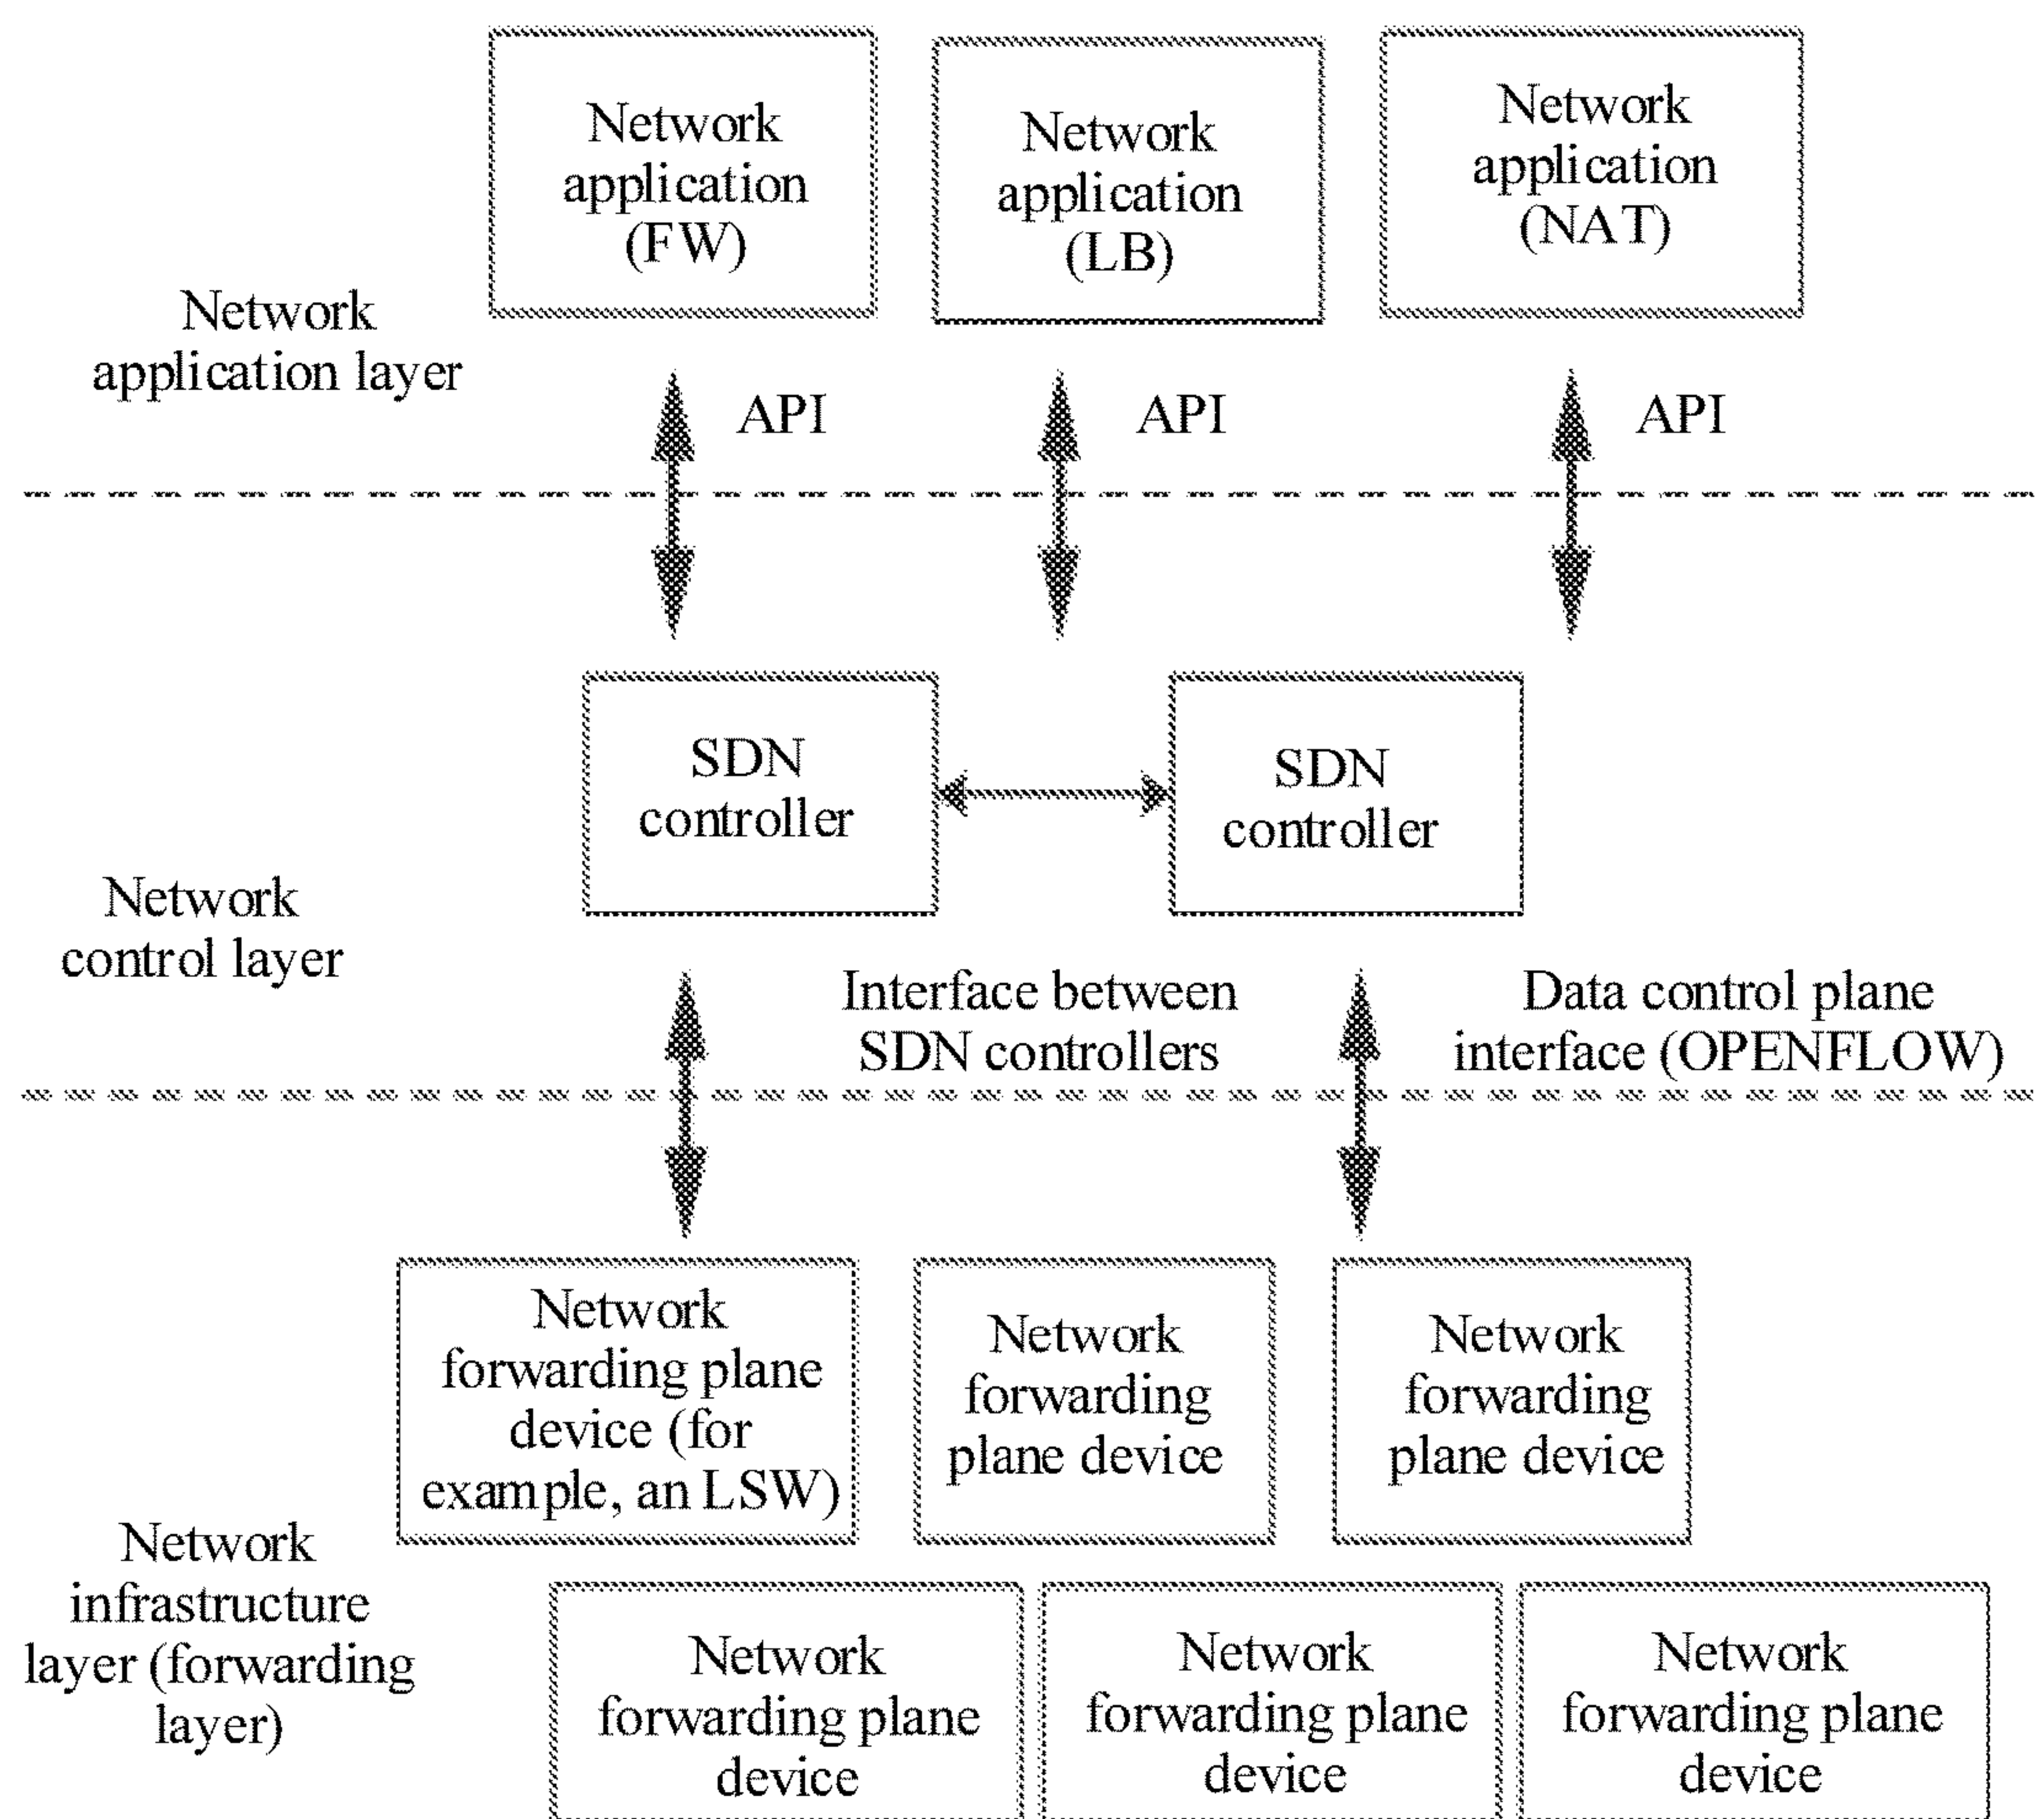 Network
application
(FW)
Network
application
(LB)
Network
application
(NAT)
Network
application layer
API
API
API
SDN
controller
SDN
controller
Network
control layer
Interface between
SDN controllers
Data control plane
interface (OPENFLOW)
Network
forwarding plane
device (for
example, an LSW)
Network
forwarding
plane device
Network
forwarding
plane device
Network
infrastructure
layer (forwarding
layer)
Network
forwarding plane
device
Network
forwarding plane
device
Network
forwarding plane
device